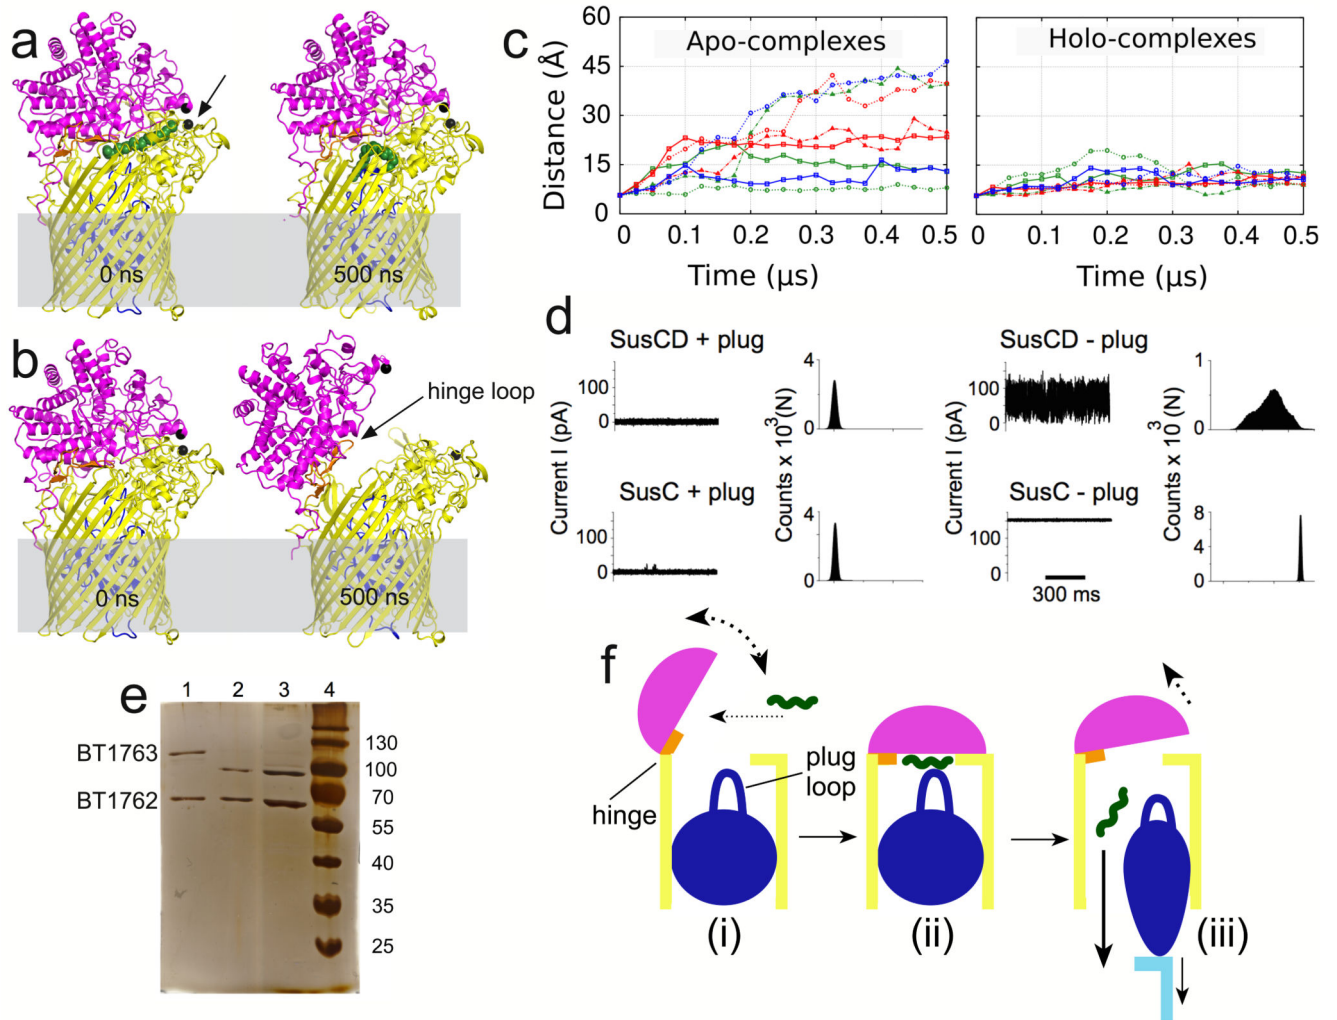 a
0 ns
500 ns
b
hinge loop
0 ns
500 ns
c
Apo-complexes
Holo-complexes
Distance (Å)
60
45
30
15
0
0 0.1 0.2 0.3 0.4 0.5
0 0.1 0.2 0.3 0.4 0.5
Time (µs)
Time (µs)
d
SusCD + plug
SusCD - plug
100
0
4
2
0
100
0
1
0
SusC + plug
SusC - plug
100
0
4
2
0
100
0
8
4
0
Current I (pA)
Counts x 10³(N)
Current I (pA)
Counts x 10³(N)
300 ms
e
1 2 3 4
BT1763
BT1762
130
100
70
55
40
35
25
f
hinge
plug
loop
(i)
(ii)
(iii)